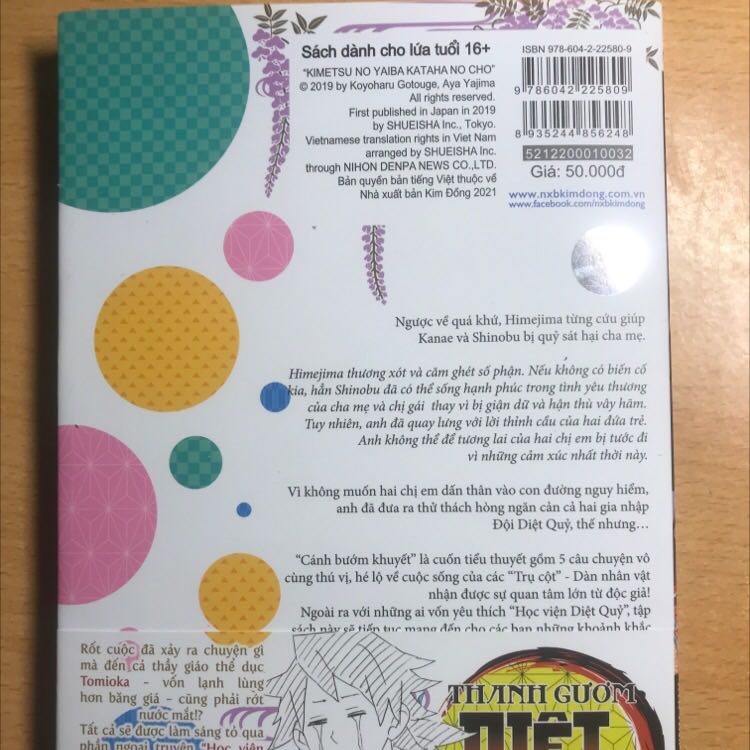 Sách dành cho lứa tuổi 16+
"KIMETSU NO YAIBA KATAHA NO CHO"
© 2019 by Koyoharu Gotouge, Aya Yajima
All rights reserved.
First published in Japan in 2019
by SHUEISHA Inc., Tokyo.
Vietnamese translation rights in Viet Nam
arranged by SHUEISHA Inc.
through NIHON DENPA NEWS CO.,LTD.
Bản quyền bản tiếng Việt thuộc về
Nhà xuất bản Kim Đồng 2021
ISBN 978-604-2-22580-9
9 786042 225809
8 935244 856248
5212200010032
Giá: 50.000đ
www.nxbkimdong.com.vn
www.facebook.com/nxbkimdong
Ngược về quá khứ, Himejima từng cứu giúp
Kanae và Shinobu bị quỷ sát hại cha mẹ.
Himejima thương xót và căm ghét số phận. Nếu không có biến cố
kia, hẳn Shinobu đã có thể sống hạnh phúc trong tình yêu thương
của cha mẹ và chị gái thay vì bị giận dữ và hận thù vây hãm.
Tuy nhiên, anh đã quay lưng với lời thỉnh cầu của hai đứa trẻ.
Anh không thể để tương lai của hai chị em bị tước đi
vì những cảm xúc nhất thời này.
Vì không muốn hai chị em dấn thân vào con đường nguy hiểm,
anh đã đưa ra thử thách hòng ngăn cản cả hai gia nhập
Đội Diệt Quỷ, thế nhưng...
"Cánh bướm khuyết" là cuốn tiểu thuyết gồm 5 câu chuyện vô
cùng thú vị, hé lộ về cuộc sống của các "Trụ cột" - Dàn nhân vật
nhận được sự quan tâm lớn từ độc giả!
Ngoài ra với những ai vốn yêu thích "Học viện Diệt Quỷ", tập
sách này sẽ tiếp tục mang đến cho các bạn những khoảnh khắc
Rốt cuộc đã xảy ra chuyện gì
mà đến cả thầy giáo thể dục
Tomioka - vốn lạnh lùng
hơn băng giá - cũng phải rớt
nước mắt!?
Tất cả sẽ được làm sáng tỏ qua
phần ngoại truyện "Học viện
THANH GƯƠM
DIỆT